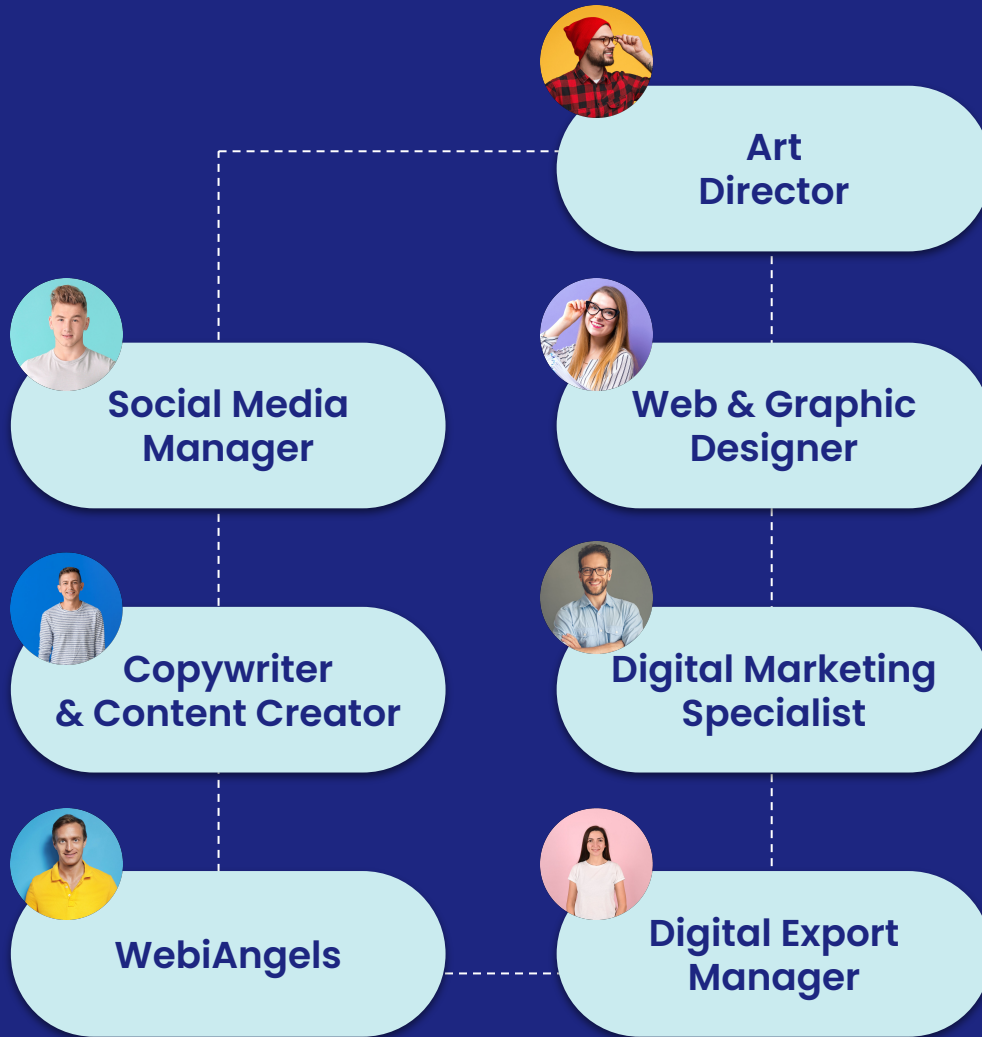 Art
Director
Social Media
Manager
Web & Graphic
Designer
Copywriter
& Content Creator
Digital Marketing
Specialist
WebiAngels
Digital Export
Manager